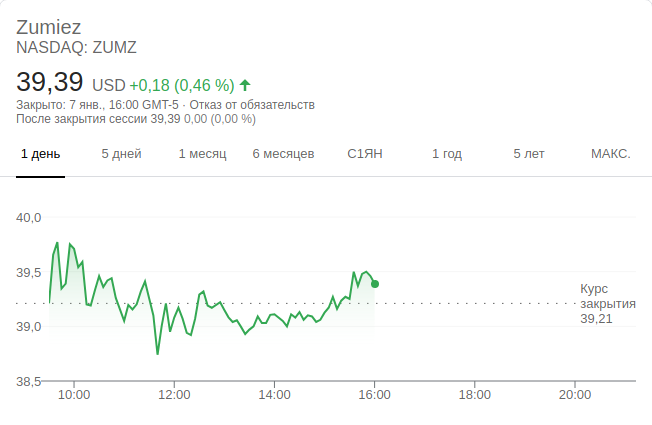 Zumiez
NASDAQ: ZUMZ
39,39 USD +0,18 (0,46 %)
Закрыто: 7 янв., 16:00 GMT-5 · Отказ от обязательств
После закрытия сессии 39,39 0,00 (0,00 %)
1 день 5 дней 1 месяц 6 месяцев С1ЯН 1 год 5 лет МАКС.
40,0
39,5
Курс
закрытия
39,21
39,0
38,5
10:00 12:00 14:00 16:00 18:00 20:00